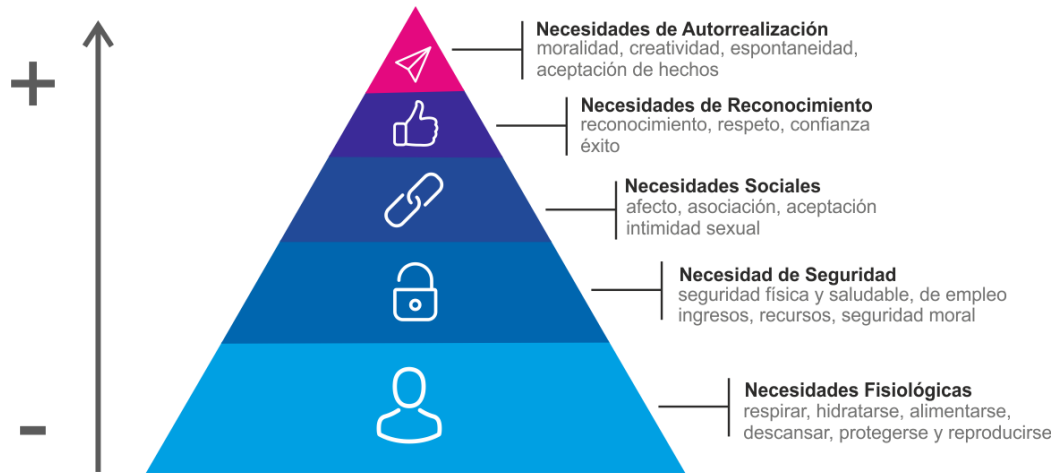 +
Necesidades de Autorrealización
moralidad, creatividad, espontaneidad,
aceptación de hechos
Necesidades de Reconocimiento
reconocimiento, respeto, confianza
éxito
Necesidades Sociales
afecto, asociación, aceptación
intimidad sexual
Necesidad de Seguridad
seguridad física y saludable, de empleo
ingresos, recursos, seguridad moral
Necesidades Fisiológicas
respirar, hidratarse, alimentarse,
descansar, protegerse y reproducirse
-